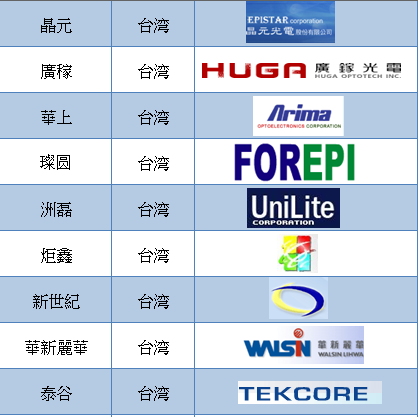 晶元 台湾 EPISTAR corporation
晶元光電股份有限公司
廣稼 台湾 HUGA 廣鎵光電
HUGA OPTOTECH INC.
華上 台湾 Arima
OPTOELECTRONICS CORPORATION
璨圆 台湾 FOREPI
洲磊 台湾 UniLite
CORPORATION
炬鑫 台湾
新世紀 台湾
華新麗華 台湾 WALSIN 華新麗華
WALSIN LIHWA
泰谷 台湾 TEKCORE